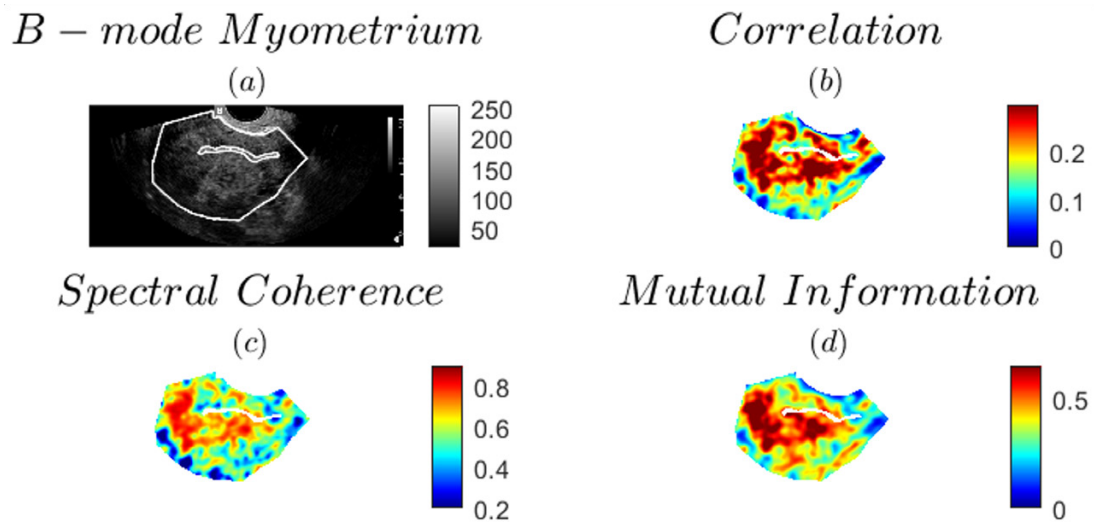 B − mode Myometrium
(a)
250
200
150
100
50
Correlation
(b)
0.2
0.1
0
Spectral Coherence
(c)
0.8
0.6
0.4
0.2
Mutual Information
(d)
0.5
0